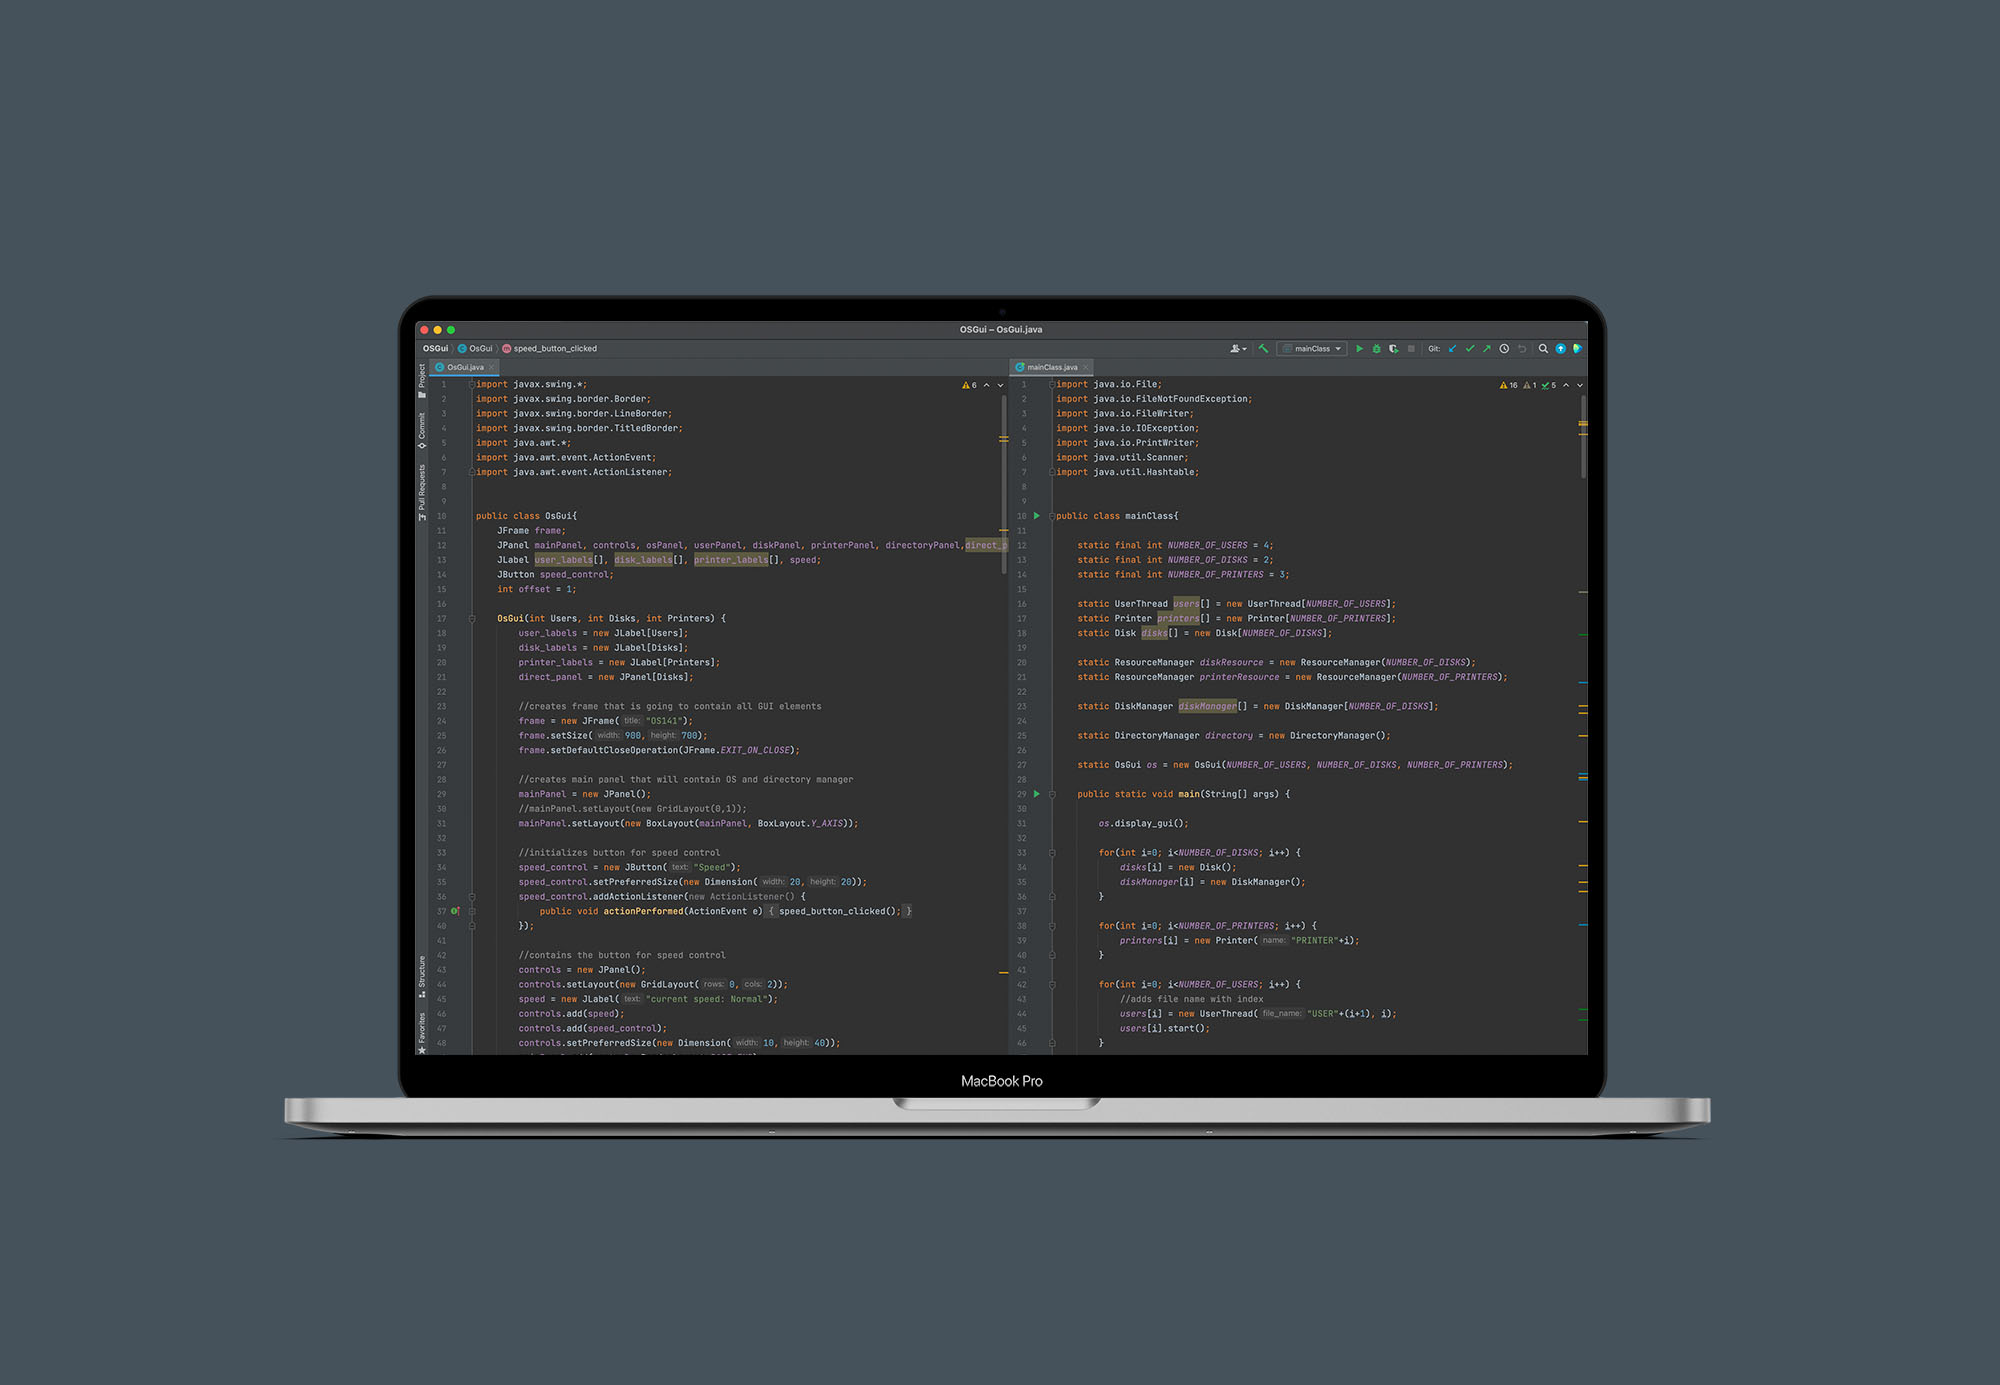 OSGui – OsGui.java
OSGui OsGui speed_button_clicked
mainClass Git:
OsGui.java
mainClass.java
Project
Commit
Pull Requests
Structure
Favorites
6
1 import javax.swing.*;
2 import javax.swing.border.Border;
3 import javax.swing.border.LineBorder;
4 import javax.swing.border.TitledBorder;
5 import java.awt.*;
6 import java.awt.event.ActionEvent;
7 import java.awt.event.ActionListener;
8
9
10 public class OsGui{
11 JFrame frame;
12 JPanel mainPanel, controls, osPanel, userPanel, diskPanel, printerPanel, directoryPanel,direct_p
13 JLabel user_labels[], disk_labels[], printer_labels[], speed;
14 JButton speed_control;
15 int offset = 1;
16
17 OsGui(int Users, int Disks, int Printers) {
18 user_labels = new JLabel[Users];
19 disk_labels = new JLabel[Disks];
20 printer_labels = new JLabel[Printers];
21 direct_panel = new JPanel[Disks];
22
23 //creates frame that is going to contain all GUI elements
24 frame = new JFrame( title: "OS141");
25 frame.setSize( width: 900, height: 700);
26 frame.setDefaultCloseOperation(JFrame.EXIT_ON_CLOSE);
27
28 //creates main panel that will contain OS and directory manager
29 mainPanel = new JPanel();
30 //mainPanel.setLayout(new GridLayout(0,1));
31 mainPanel.setLayout(new BoxLayout(mainPanel, BoxLayout.Y_AXIS));
32
33 //initializes button for speed control
34 speed_control = new JButton( text: "Speed");
35 speed_control.setPreferredSize(new Dimension( width: 20, height: 20));
36 speed_control.addActionListener(new ActionListener() {
37 public void actionPerformed(ActionEvent e) { speed_button_clicked(); }
40 });
41
42 //contains the button for speed control
43 controls = new JPanel();
44 controls.setLayout(new GridLayout( rows: 0, cols: 2));
45 speed = new JLabel( text: "current speed: Normal");
46 controls.add(speed);
47 controls.add(speed_control);
48 controls.setPreferredSize(new Dimension( width: 10, height: 40));
16 1 5
1 import java.io.File;
2 import java.io.FileNotFoundException;
3 import java.io.FileWriter;
4 import java.io.IOException;
5 import java.io.PrintWriter;
6 import java.util.Scanner;
7 import java.util.Hashtable;
8
9
10 public class mainClass{
11
12 static final int NUMBER_OF_USERS = 4;
13 static final int NUMBER_OF_DISKS = 2;
14 static final int NUMBER_OF_PRINTERS = 3;
15
16 static UserThread users[] = new UserThread[NUMBER_OF_USERS];
17 static Printer printers[] = new Printer[NUMBER_OF_PRINTERS];
18 static Disk disks[] = new Disk[NUMBER_OF_DISKS];
19
20 static ResourceManager diskResource = new ResourceManager(NUMBER_OF_DISKS);
21 static ResourceManager printerResource = new ResourceManager(NUMBER_OF_PRINTERS);
22
23 static DiskManager diskManager[] = new DiskManager[NUMBER_OF_DISKS];
24
25 static DirectoryManager directory = new DirectoryManager();
26
27 static OsGui os = new OsGui(NUMBER_OF_USERS, NUMBER_OF_DISKS, NUMBER_OF_PRINTERS);
28
29 public static void main(String[] args) {
30
31 os.display_gui();
32
33 for(int i=0; i<NUMBER_OF_DISKS; i++) {
34 disks[i] = new Disk();
35 diskManager[i] = new DiskManager();
36 }
37
38 for(int i=0; i<NUMBER_OF_PRINTERS; i++) {
39 printers[i] = new Printer( name: "PRINTER"+i);
40 }
41
42 for(int i=0; i<NUMBER_OF_USERS; i++) {
43 //adds file name with index
44 users[i] = new UserThread( file_name: "USER"+(i+1), i);
45 users[i].start();
46 }
MacBook Pro